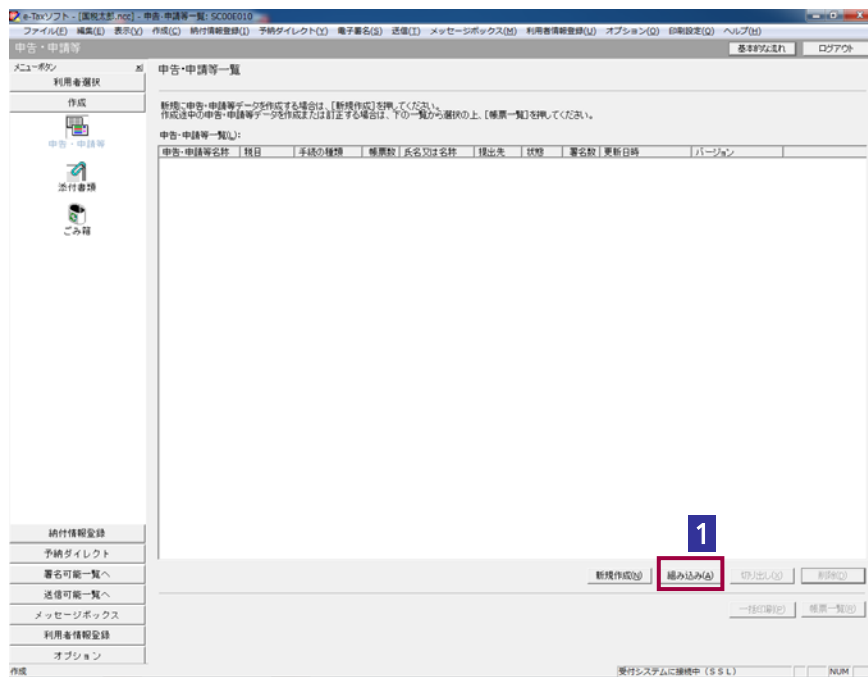 e-Taxソフト - [国税太郎.ncc] - 申告・申請等一覧: SC00E010
ファイル(F) 編集(E) 表示(V) 作成(C) 納付情報登録(I) 予納ダイレクト(Y) 電子署名(S) 送信(T) メッセージボックス(M) 利用者情報登録(U) オプション(O) 印刷設定(Q) ヘルプ(H)
申告・申請等 基本的な流れ ログアウト
メニューボタン x
利用者選択
作成
申告・申請等
添付書類
ごみ箱
申告・申請等一覧
新規に申告・申請等データを作成する場合は、[新規作成]を押してください。
作成途中の申告・申請等データを作成または訂正する場合は、下の一覧から選択の上、[帳票一覧]を押してください。
申告・申請等一覧(L):
申告・申請等名称 税目 手続の種類 帳票数 氏名又は名称 提出先 状態 署名数 更新日時 バージョン
1
納付情報登録
予納ダイレクト
署名可能一覧へ
送信可能一覧へ
メッセージボックス
利用者情報登録
オプション
新規作成(N) 組み込み(A) 切り出し(X) 削除(D)
一括印刷(P) 帳票一覧(R)
作成 受付システムに接続中（ＳＳＬ） NUM